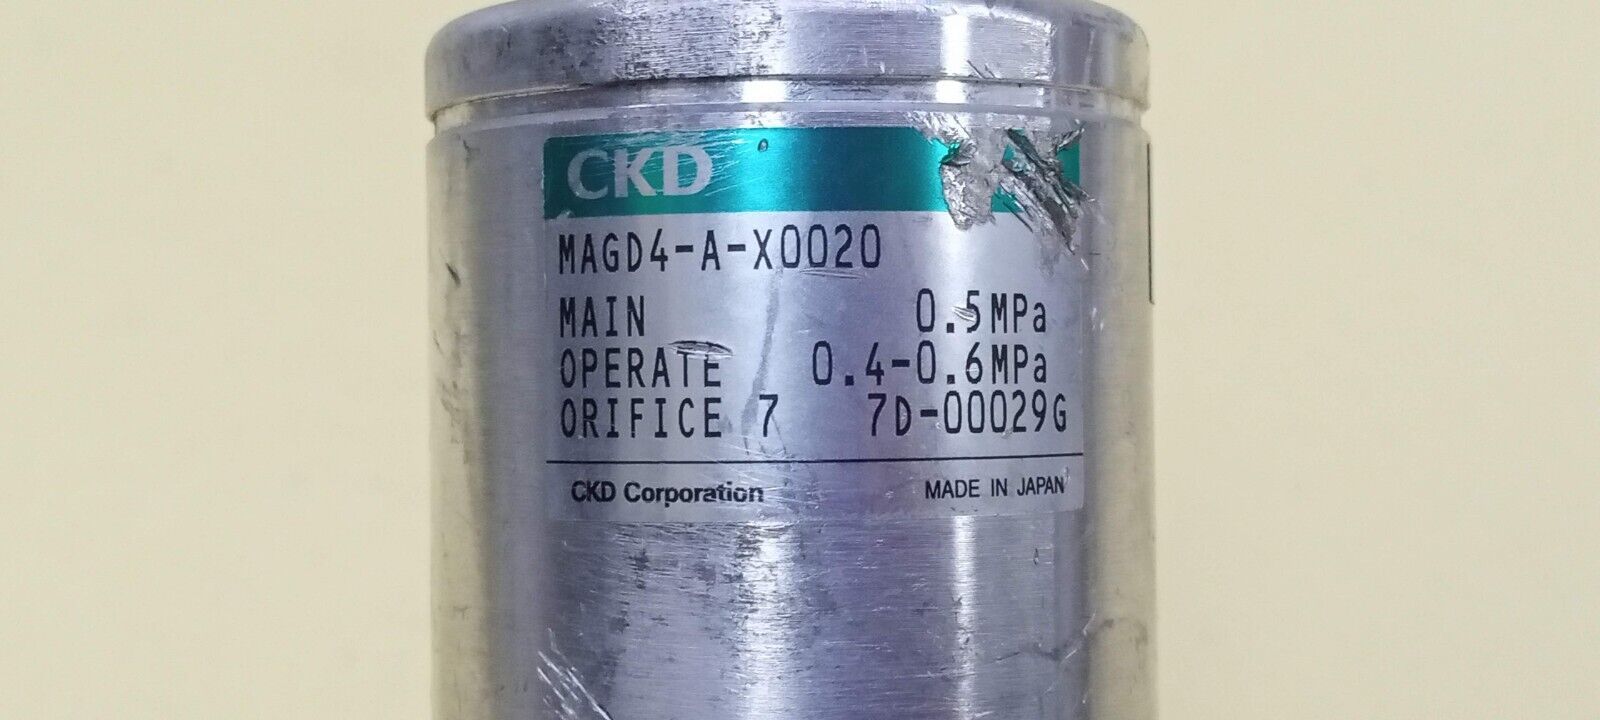 CKD
MAGD4-A-X0020
MAIN 0.5MPa
OPERATE 0.4-0.6MPa
ORIFICE 7 7D-00029G
CKD Corporation MADE IN JAPAN